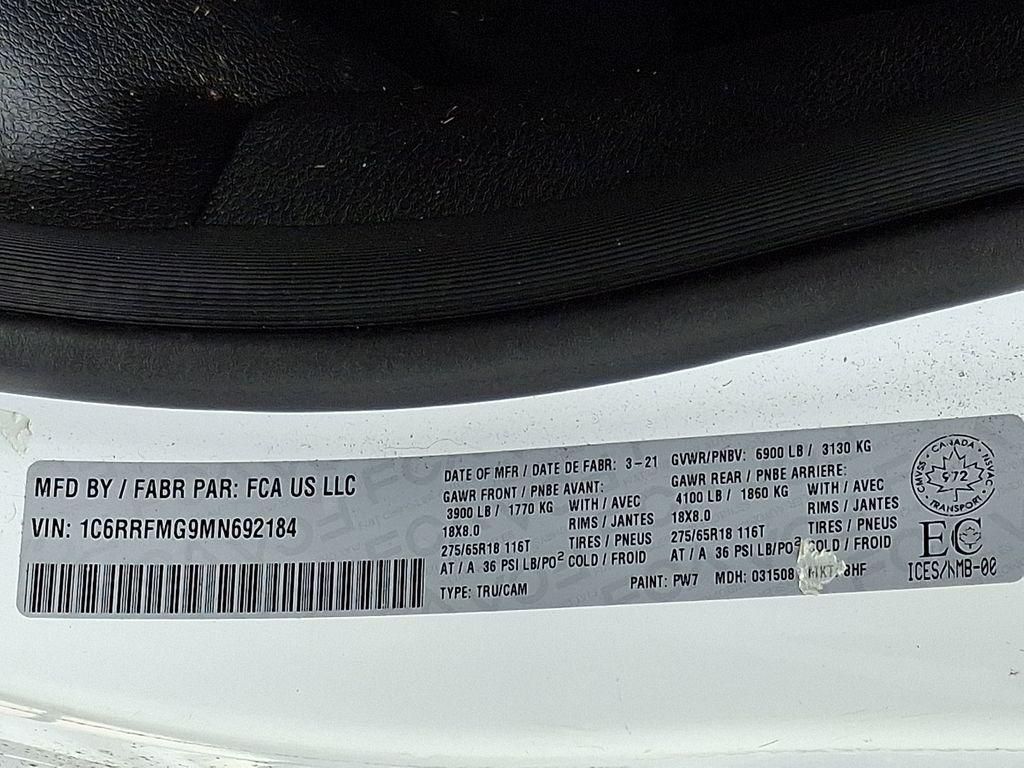 MFD BY / FABR PAR: FCA US LLC
VIN: 1C6RRFMG9MN692184
DATE OF MFR / DATE DE FABR: 3-21
GAWR FRONT / PNBE AVANT:
3900 LB / 1770 KG WITH / AVEC
18X8.0 RIMS / JANTES
275/65R18 116T TIRES / PNEUS
AT / A 36 PSI LB/PO² COLD / FROID
TYPE: TRU/CAM
GVWR/PNBV: 6900 LB / 3130 KG
GAWR REAR / PNBE ARRIERE:
4100 LB / 1860 KG WITH / AVEC
18X8.0 RIMS / JANTES
275/65R18 116T TIRES / PNEUS
AT / A 36 PSI LB/PO² COLD / FROID
PAINT: PW7 MDH: 031508
CANADA
CMVSS 972 NSVAC
TRANSPORT
EC
ICES/NMB-00